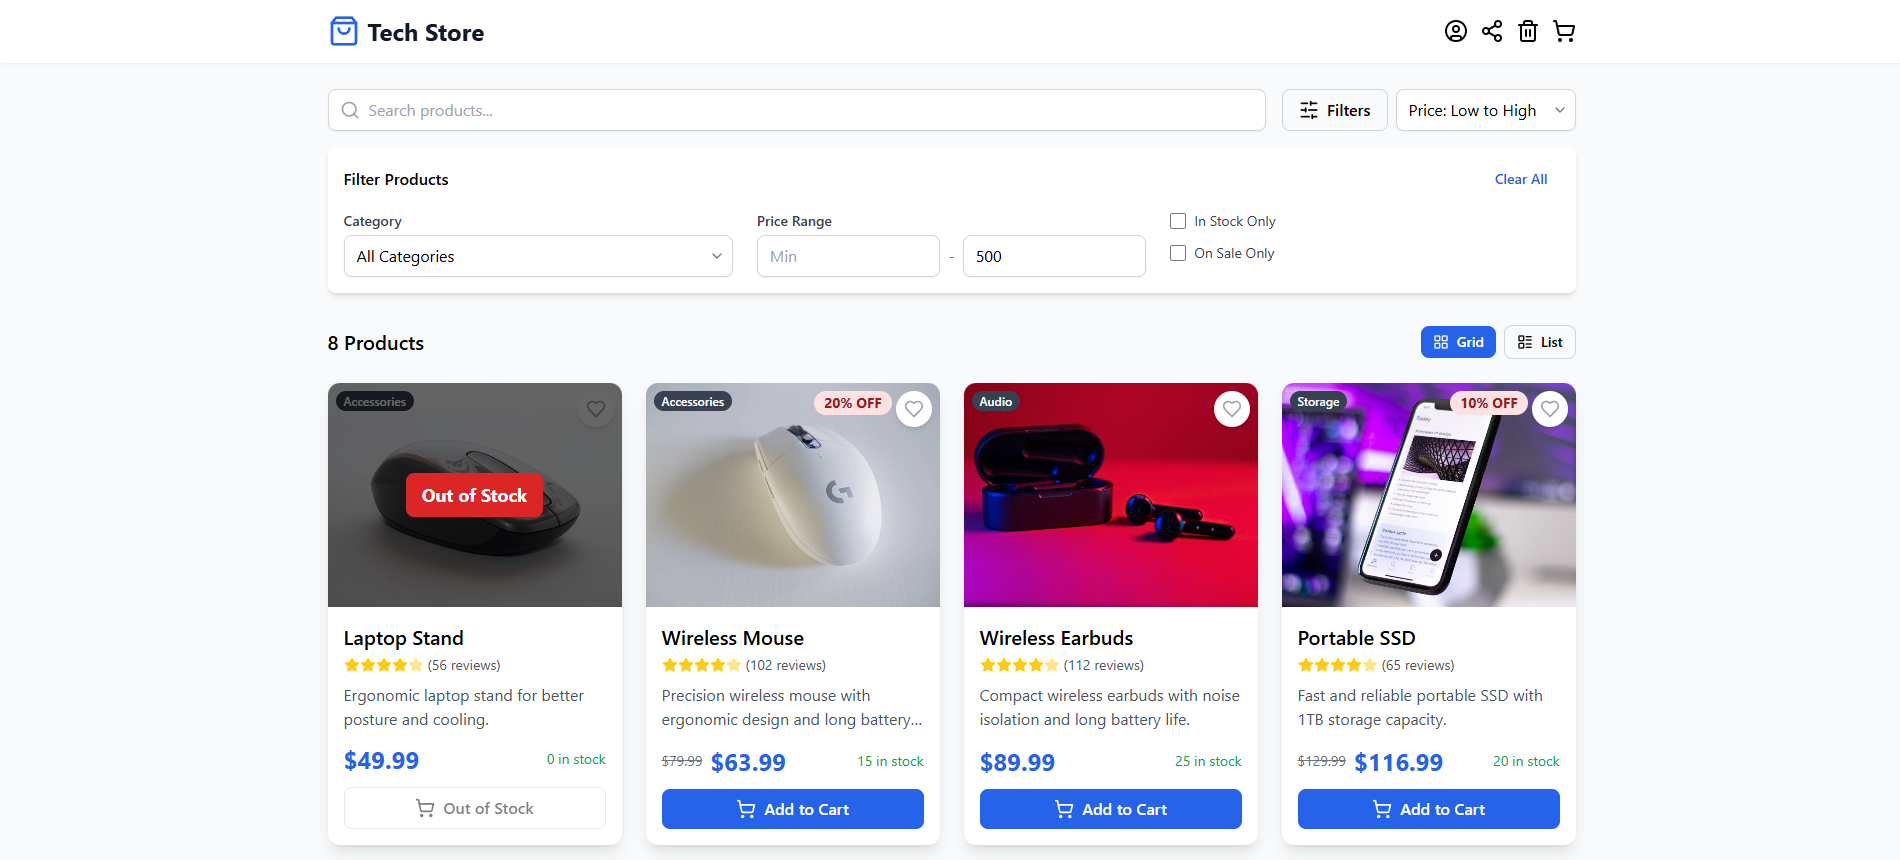 Tech Store
Search products...
Filters
Price: Low to High
Filter Products
Clear All
Category
Price Range
In Stock Only
All Categories
Min
-
500
On Sale Only
8 Products
Grid
List
Accessories
Out of Stock
Laptop Stand
(56 reviews)
Ergonomic laptop stand for better
posture and cooling.
$49.99
0 in stock
Out of Stock
Accessories
20% OFF
Wireless Mouse
(102 reviews)
Precision wireless mouse with
ergonomic design and long battery...
$79.99 $63.99
15 in stock
Add to Cart
Audio
Wireless Earbuds
(112 reviews)
Compact wireless earbuds with noise
isolation and long battery life.
$89.99
25 in stock
Add to Cart
Storage
10% OFF
Today
Portable SSD
(65 reviews)
Fast and reliable portable SSD with
1TB storage capacity.
$129.99 $116.99
20 in stock
Add to Cart